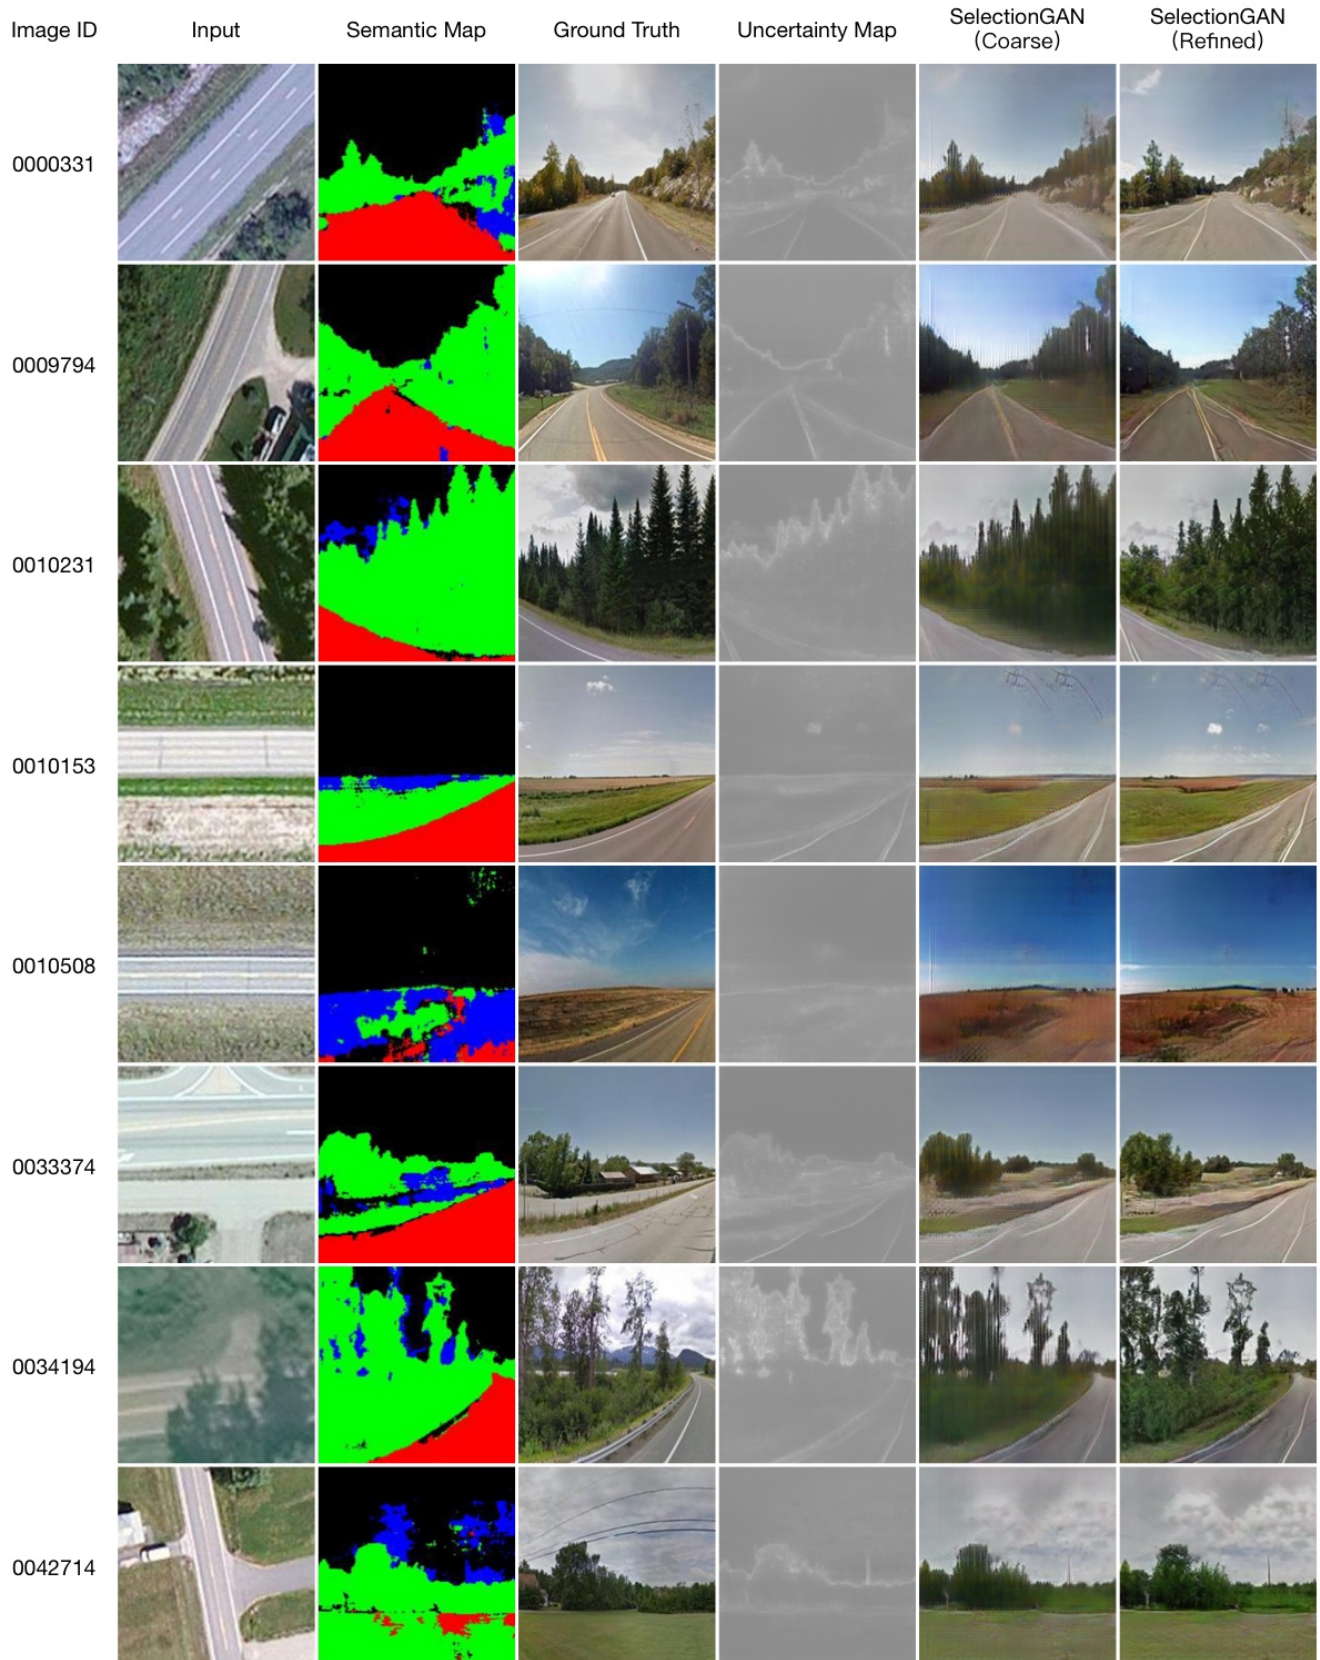 Image ID
Input
Semantic Map
Ground Truth
Uncertainty Map
SelectionGAN
(Coarse)
SelectionGAN
(Refined)
0000331
0009794
0010231
0010153
0010508
0033374
0034194
0042714